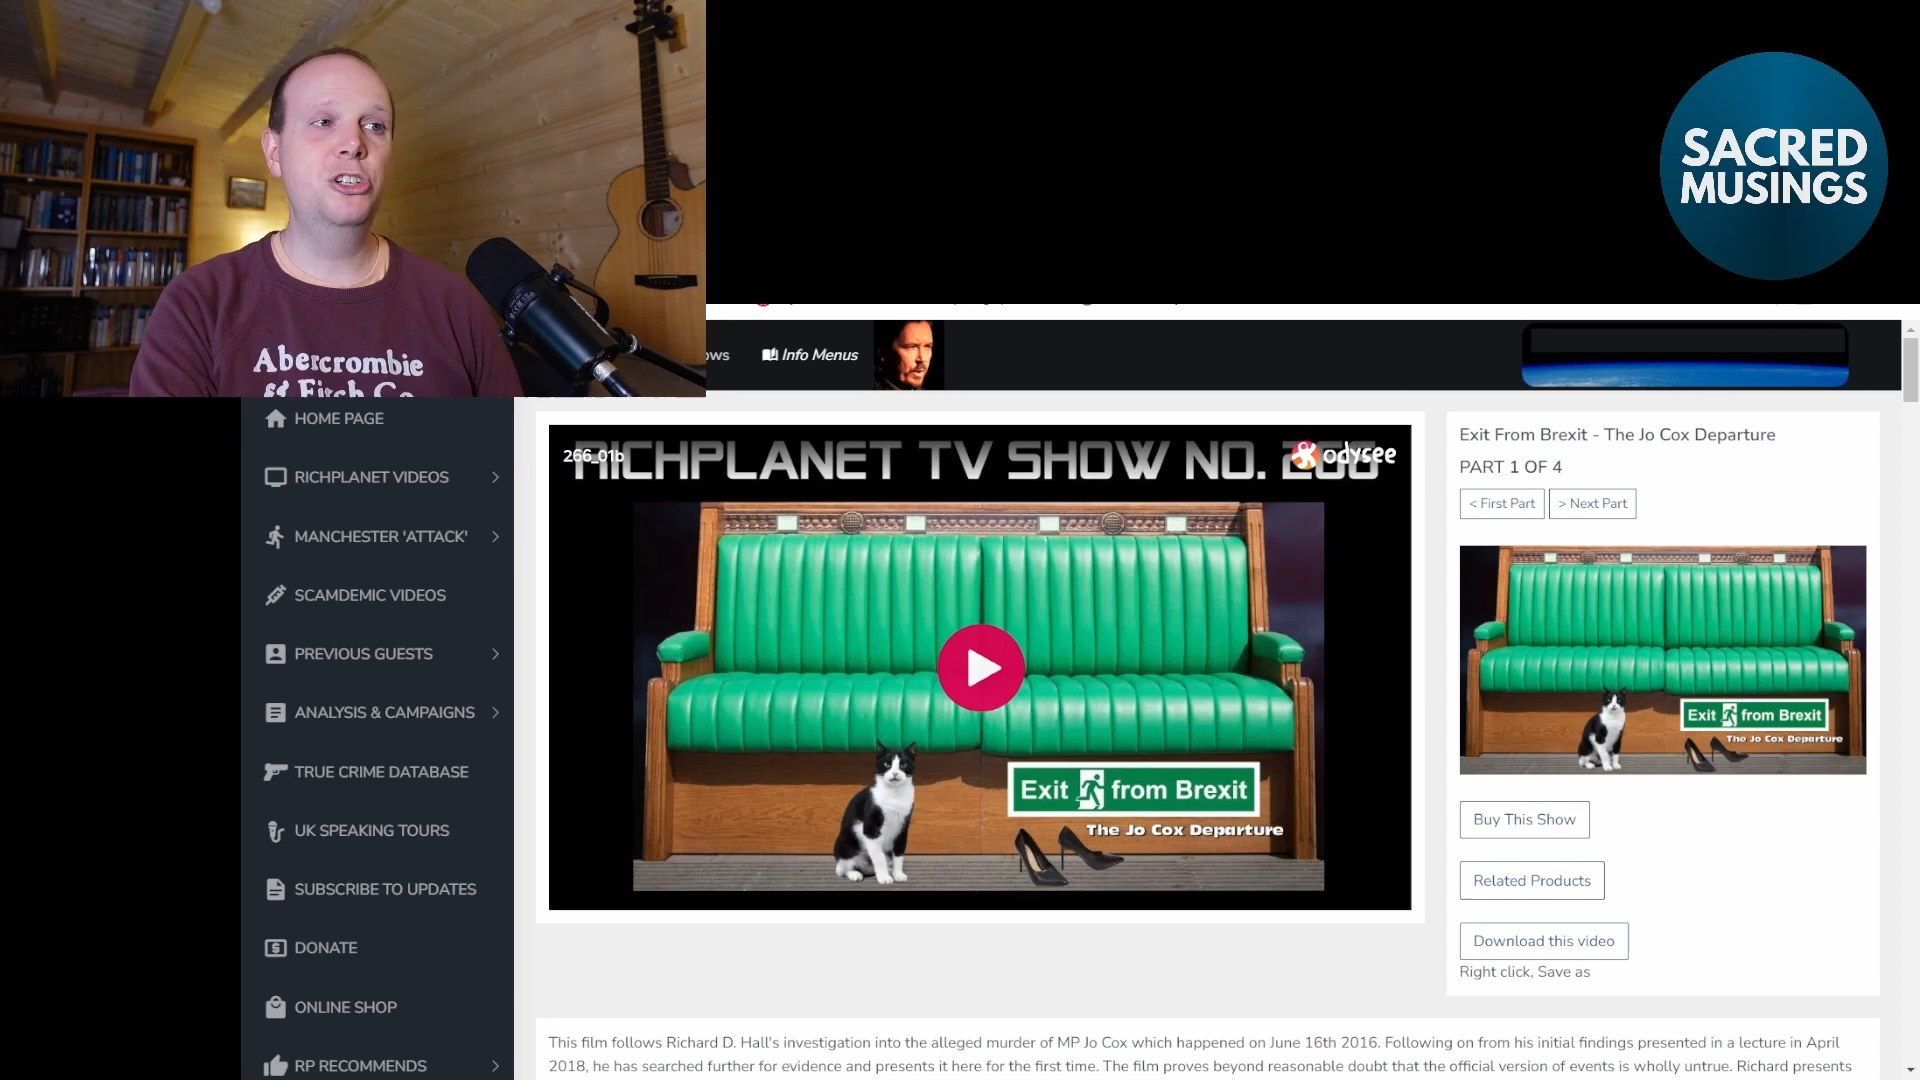 SACRED
MUSINGS
Abercrombie
& Fitch Co
ows
Info Menus
HOME PAGE
RICHPLANET VIDEOS
MANCHESTER 'ATTACK'
SCAMDEMIC VIDEOS
PREVIOUS GUESTS
ANALYSIS & CAMPAIGNS
TRUE CRIME DATABASE
UK SPEAKING TOURS
SUBSCRIBE TO UPDATES
DONATE
ONLINE SHOP
RP RECOMMENDS
266_01b
RICHPLANET TV SHOW NO. 266
odysee
Exit from Brexit
The Jo Cox Departure
Exit From Brexit - The Jo Cox Departure
PART 1 OF 4
< First Part
> Next Part
Exit from Brexit
The Jo Cox Departure
Buy This Show
Related Products
Download this video
Right click, Save as
This film follows Richard D. Hall's investigation into the alleged murder of MP Jo Cox which happened on June 16th 2016. Following on from his initial findings presented in a lecture in April
2018, he has searched further for evidence and presents it here for the first time. The film proves beyond reasonable doubt that the official version of events is wholly untrue. Richard presents